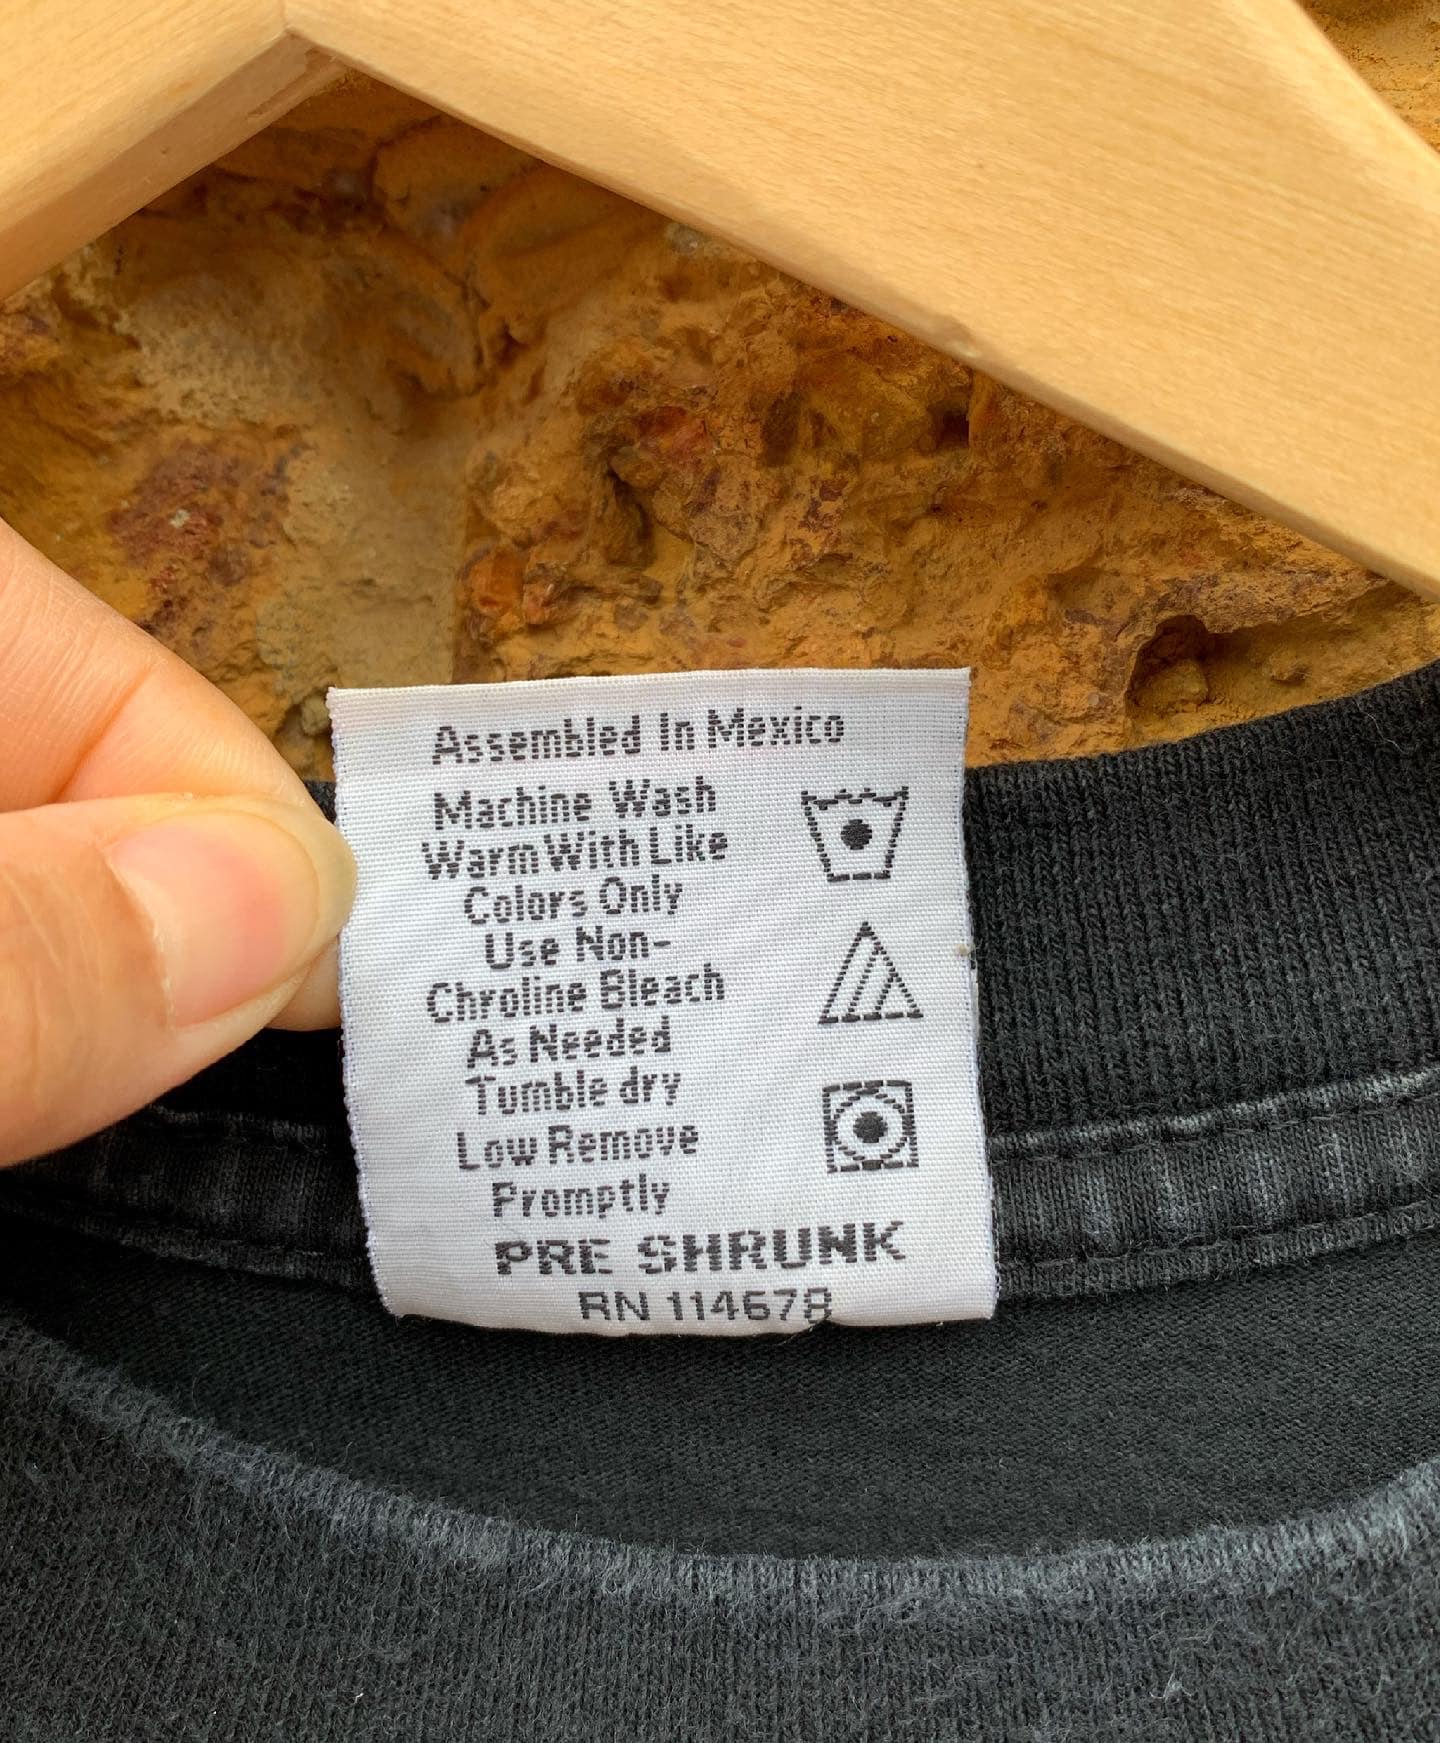 Assembled In Mexico
Machine Wash
Warm With Like
Colors Only
Use Non-
Chroline Bleach
As Needed
Tumble dry
Low Remove
Promptly
PRE SHRUNK
RN 114678